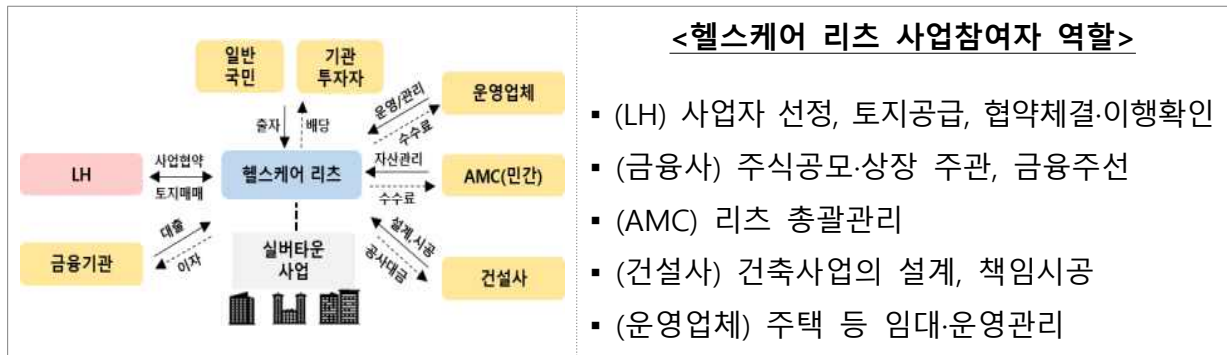 일반
국민
기관
투자자
운영업체
운영/관리
수수료
출자
배당
LH
사업협약
토지매매
헬스케어 리츠
자산관리
수수료
AMC(민간)
대출
이자
금융기관
실버타운
사업
설계,시공
공사대금
건설사
<헬스케어 리츠 사업참여자 역할>
▪ (LH) 사업자 선정, 토지공급, 협약체결·이행확인
▪ (금융사) 주식공모·상장 주관, 금융주선
▪ (AMC) 리츠 총괄관리
▪ (건설사) 건축사업의 설계, 책임시공
▪ (운영업체) 주택 등 임대·운영관리